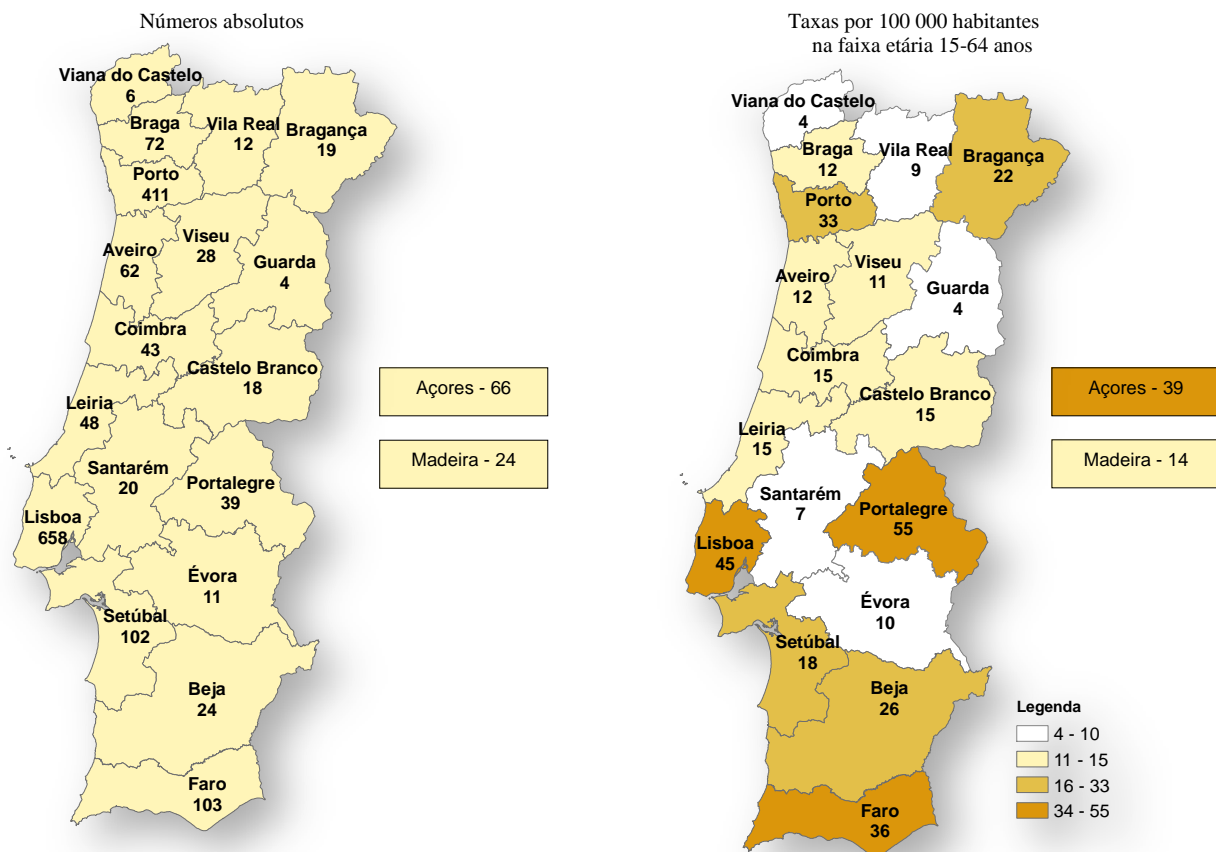 Números absolutos
Viana do Castelo
6
Braga
72
Vila Real
12
Bragança
19
Porto
411
Aveiro
62
Viseu
28
Guarda
4
Coimbra
43
Castelo Branco
18
Leiria
48
Santarém
20
Portalegre
39
Lisboa
658
Évora
11
Setúbal
102
Beja
24
Faro
103
Açores - 66
Madeira - 24
Taxas por 100 000 habitantes
na faixa etária 15-64 anos
Viana do Castelo
4
Braga
12
Vila Real
9
Bragança
22
Porto
33
Aveiro
12
Viseu
11
Guarda
4
Coimbra
15
Castelo Branco
15
Leiria
15
Santarém
7
Portalegre
55
Lisboa
45
Évora
10
Setúbal
18
Beja
26
Faro
36
Açores - 39
Madeira - 14
Legenda
4 - 10
11 - 15
16 - 33
34 - 55